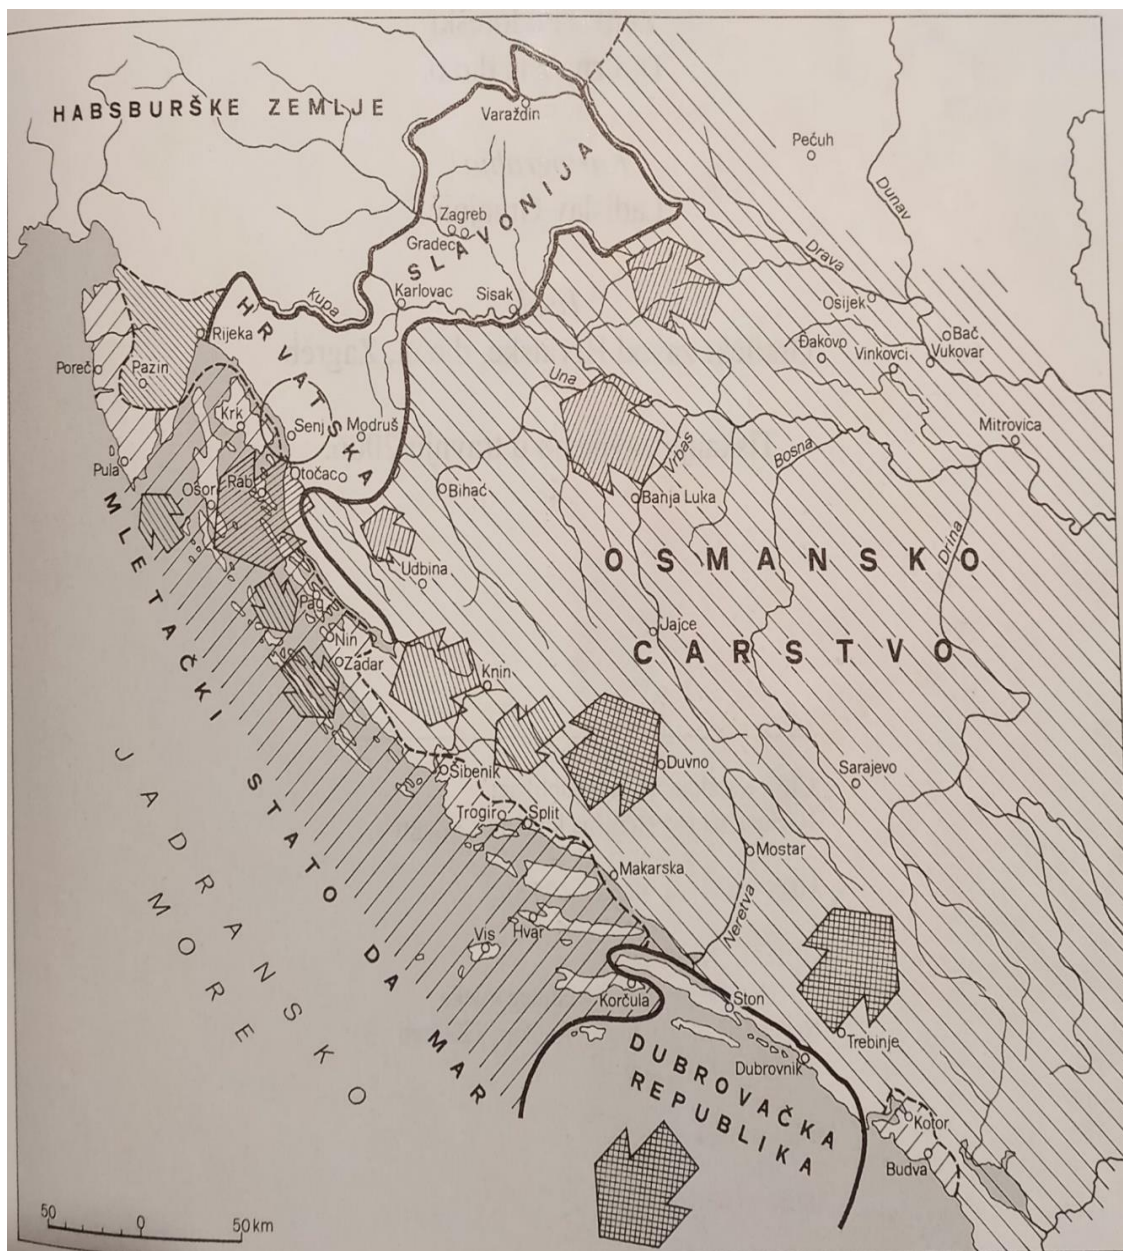 HABSBURŠKE ZEMLJE
Varaždin
Pečuh
Dunav
Zagreb
Gradec
SLAVONIJA
Drava
Kupa
Karlovac
Sisak
Osijek
HRVATSKA
Rijeka
Đakovp
Bač
Vinkovci
Vukovar
Poreč
Pazin
Una
Krk
Senj
Modruš
Vrbas
Bosna
Mitrovica
Pula
Osor
Rab
Otočac
Bihać
Banja Luka
Drina
OSMANSKO
CARSTVO
Udbina
Pag
Nin
Zadar
Jajce
Knin
MLETAČKI STATO DA MAR
JADRANSKO
MORE
Šibenik
Duvno
Sarajevo
Trogir
Split
Mostar
Makarska
Neretva
Vis
Hvar
Korčula
Ston
Trebinje
Dubrovnik
DUBROVAČKA
REPUBLIKA
Kotor
Budva
50 0 50 km